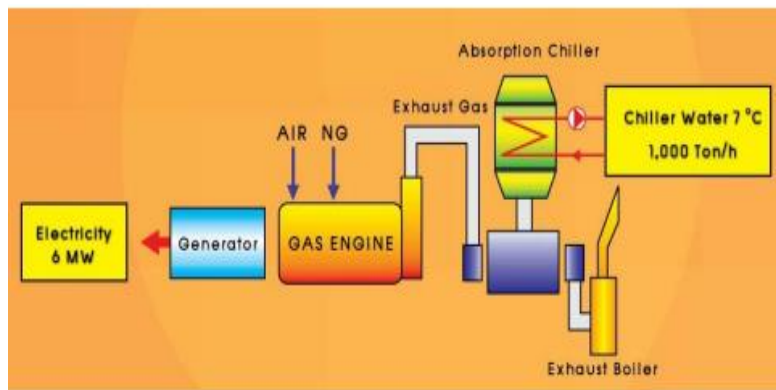 Absorption Chiller
Exhaust Gas
Chiller Water 7 °C
1,000 Ton/h
AIR NG
Electricity
6 MW
Generator
GAS ENGINE
Exhaust Boiler